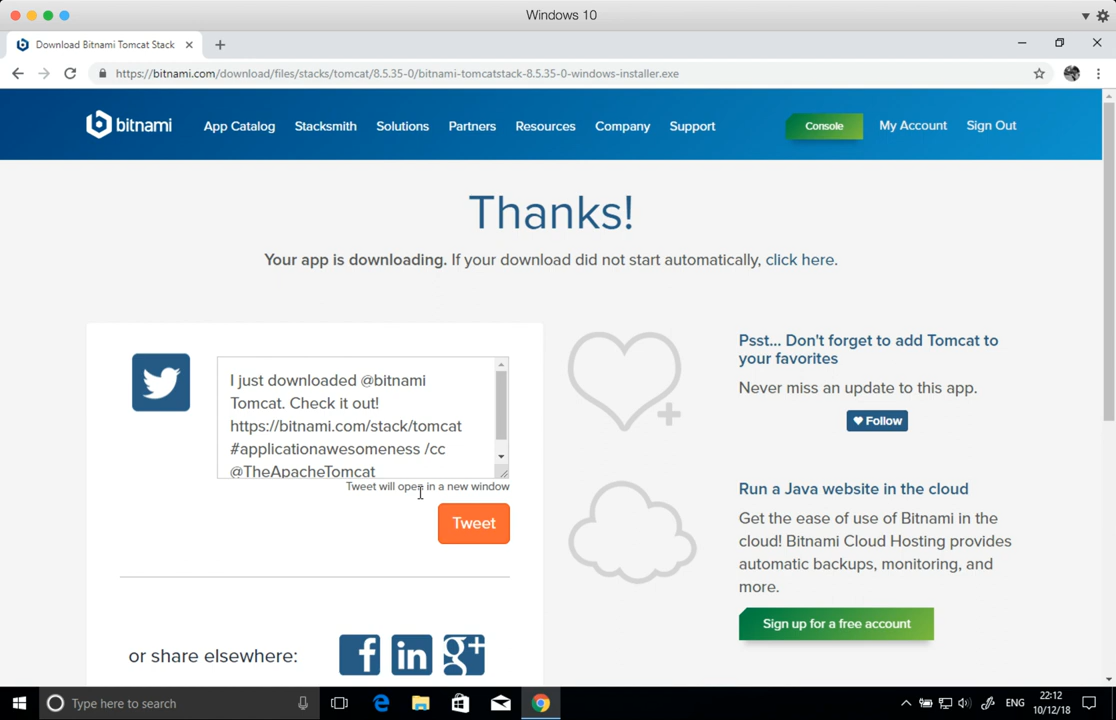 Windows 10
Download Bitnami Tomcat Stack
https://bitnami.com/download/files/stacks/tomcat/8.5.35-0/bitnami-tomcatstack-8.5.35-0-windows-installer.exe
bitnami App Catalog Stacksmith Solutions Partners Resources Company Support Console My Account Sign Out
Thanks!
Your app is downloading. If your download did not start automatically, click here.
I just downloaded @bitnami
Tomcat. Check it out!
https://bitnami.com/stack/tomcat
#applicationawesomeness /cc
@TheApacheTomcat
Tweet will open in a new window
Tweet
or share elsewhere:
f in g+
Psst... Don't forget to add Tomcat to
your favorites
Never miss an update to this app.
Follow
Run a Java website in the cloud
Get the ease of use of Bitnami in the
cloud! Bitnami Cloud Hosting provides
automatic backups, monitoring, and
more.
Sign up for a free account
Type here to search
ENG
22:12
10/12/18